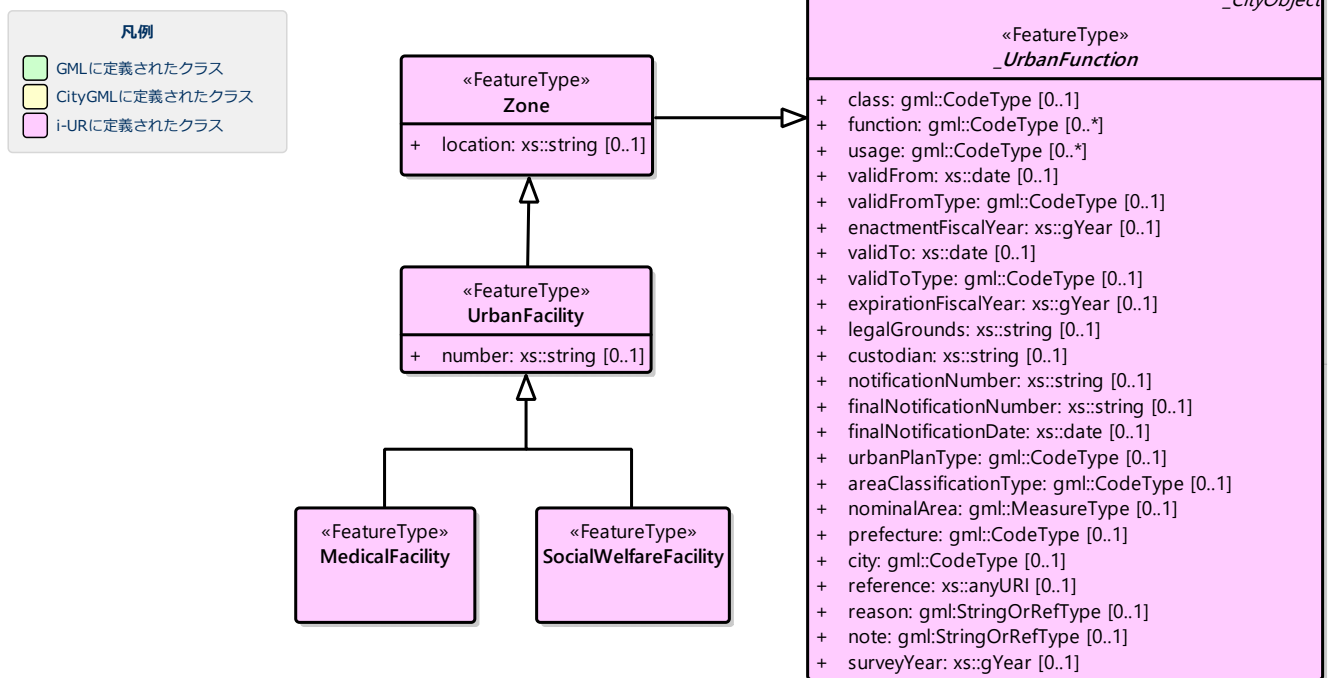 凡例
GMLに定義されたクラス
CityGMLに定義されたクラス
i-URに定義されたクラス
«FeatureType»
Zone
+ location: xs::string [0..1]
«FeatureType»
UrbanFacility
+ number: xs::string [0..1]
«FeatureType»
MedicalFacility
«FeatureType»
SocialWelfareFacility
_CityObject
«FeatureType»
_UrbanFunction
+ class: gml::CodeType [0..1]
+ function: gml::CodeType [0..*]
+ usage: gml::CodeType [0..*]
+ validFrom: xs::date [0..1]
+ validFromType: gml::CodeType [0..1]
+ enactmentFiscalYear: xs::gYear [0..1]
+ validTo: xs::date [0..1]
+ validToType: gml::CodeType [0..1]
+ expirationFiscalYear: xs::gYear [0..1]
+ legalGrounds: xs::string [0..1]
+ custodian: xs::string [0..1]
+ notificationNumber: xs::string [0..1]
+ finalNotificationNumber: xs::string [0..1]
+ finalNotificationDate: xs::date [0..1]
+ urbanPlanType: gml::CodeType [0..1]
+ areaClassificationType: gml::CodeType [0..1]
+ nominalArea: gml::MeasureType [0..1]
+ prefecture: gml::CodeType [0..1]
+ city: gml::CodeType [0..1]
+ reference: xs::anyURI [0..1]
+ reason: gml:StringOrRefType [0..1]
+ note: gml:StringOrRefType [0..1]
+ surveyYear: xs::gYear [0..1]